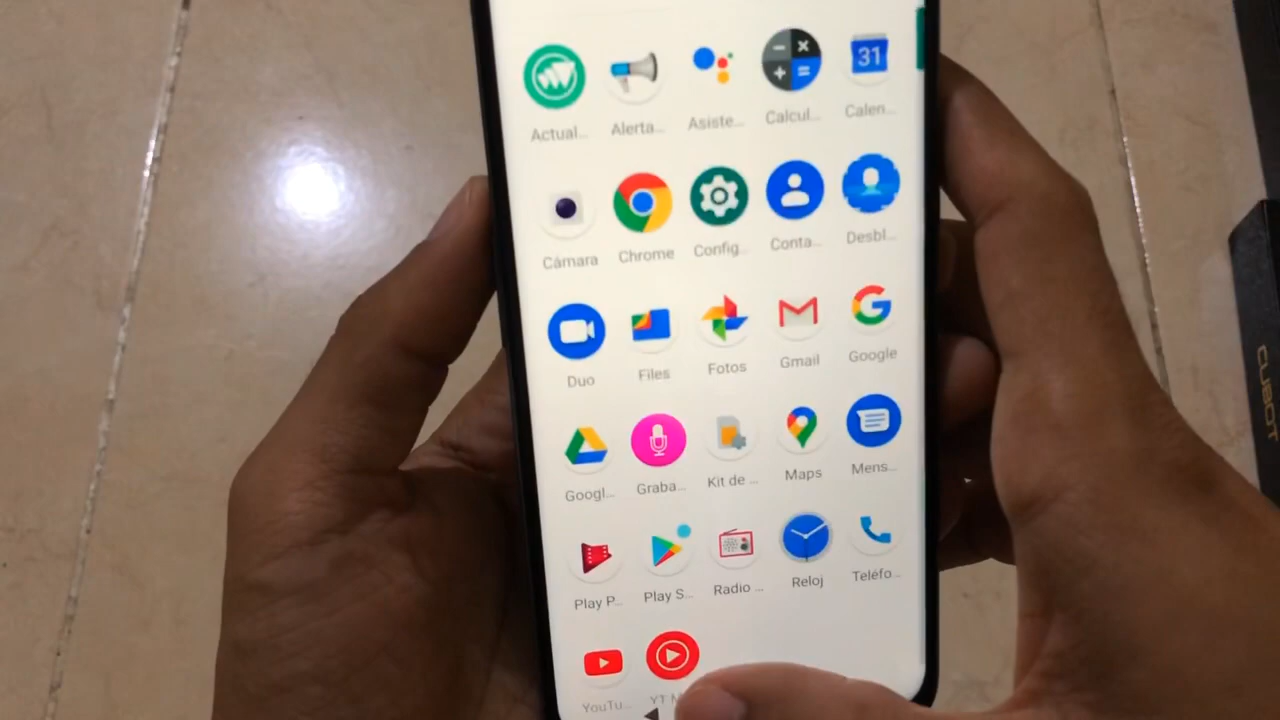 Actual...
Alerta...
Asiste...
Calcul...
31
Calen...
Cámara
Chrome
Config...
Conta...
Desbl...
Duo
Files
Fotos
Gmail
Google
Googl...
Graba...
Kit de ...
Maps
Mens...
Play P...
Play S...
Radio ...
Reloj
Teléfo...
YouTu...
YT M
CUBOT